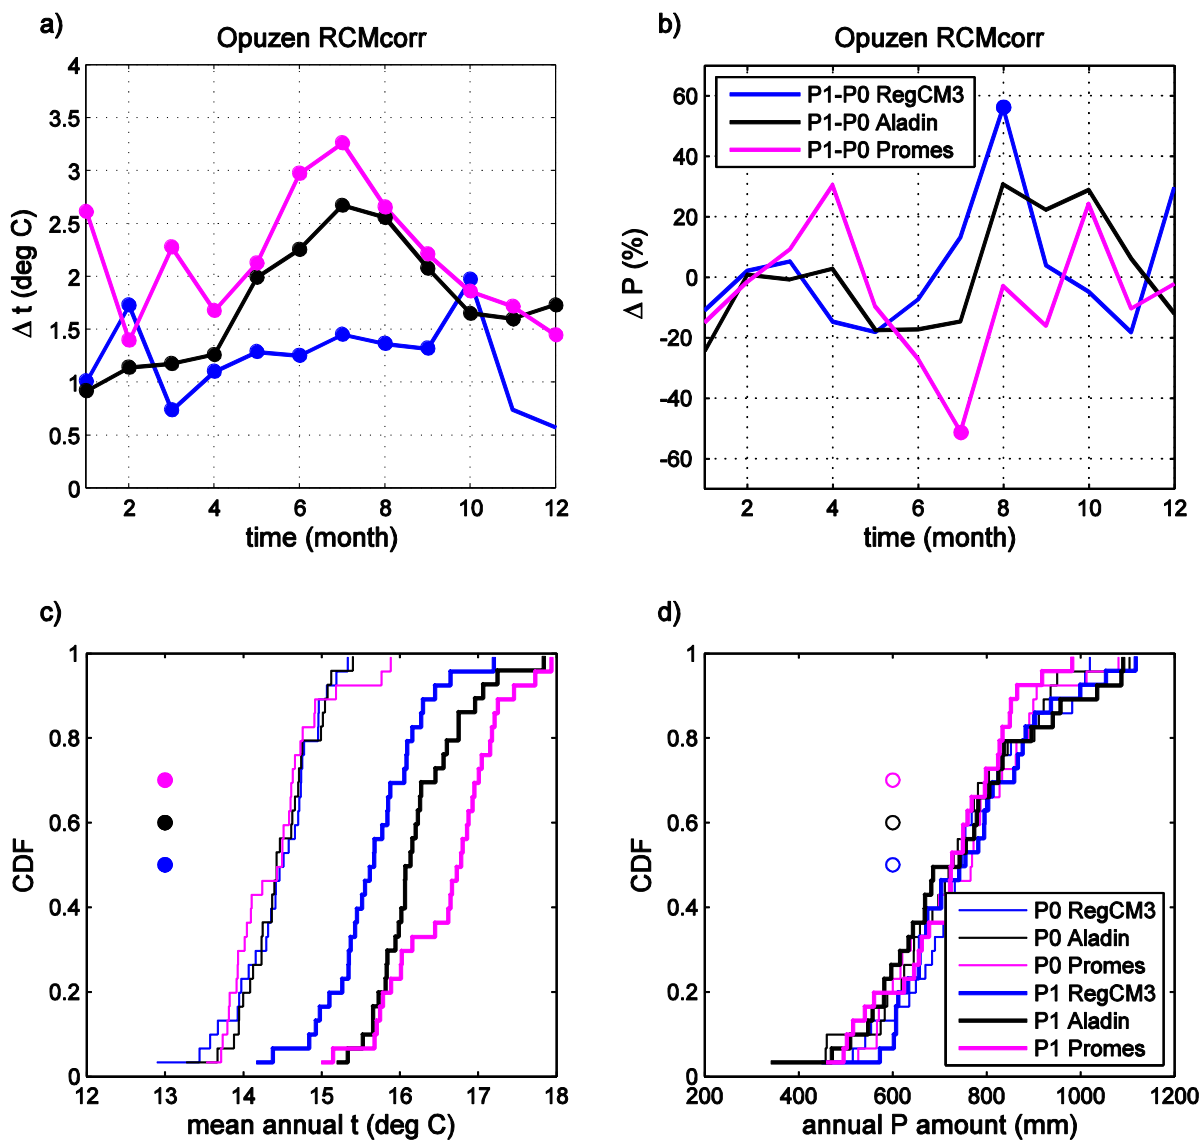 a)
Opuzen RCMcorr
4
3.5
3
2.5
2
1.5
1
0.5
0
Δ t (deg C)
2 4 6 8 10 12
time (month)
b)
Opuzen RCMcorr
P1-P0 RegCM3
P1-P0 Aladin
P1-P0 Promes
60
40
20
0
-20
-40
-60
Δ P (%)
2 4 6 8 10 12
time (month)
c)
1
0.8
0.6
0.4
0.2
0
CDF
12 13 14 15 16 17 18
mean annual t (deg C)
d)
1
0.8
0.6
0.4
0.2
0
CDF
P0 RegCM3
P0 Aladin
P0 Promes
P1 RegCM3
P1 Aladin
P1 Promes
200 400 600 800 1000 1200
annual P amount (mm)